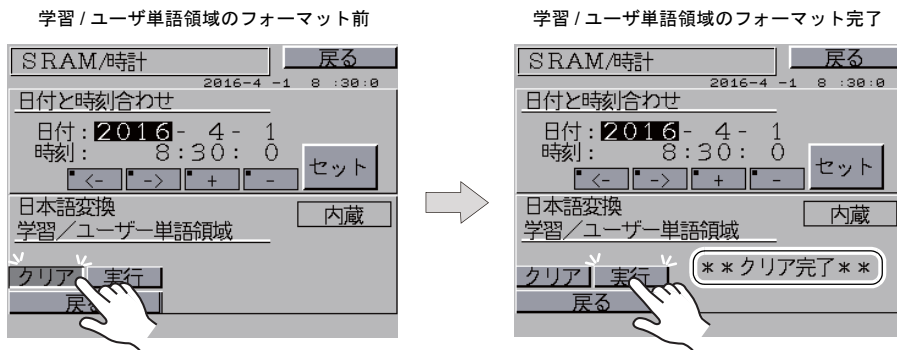 学習 / ユーザ単語領域のフォーマット前
SRAM/時計
戻る
2016-4 -1 8 :30:0
日付と時刻合わせ
日付:2016- 4- 1
時刻: 8:30: 0
<- -> + -
セット
日本語変換
学習/ユーザー単語領域
内蔵
クリア 実行
戻る
学習 / ユーザ単語領域のフォーマット完了
SRAM/時計
戻る
2016-4 -1 8 :30:0
日付と時刻合わせ
日付:2016- 4- 1
時刻: 8:30: 0
<- -> + -
セット
日本語変換
学習/ユーザー単語領域
内蔵
クリア 実行
**クリア完了**
戻る